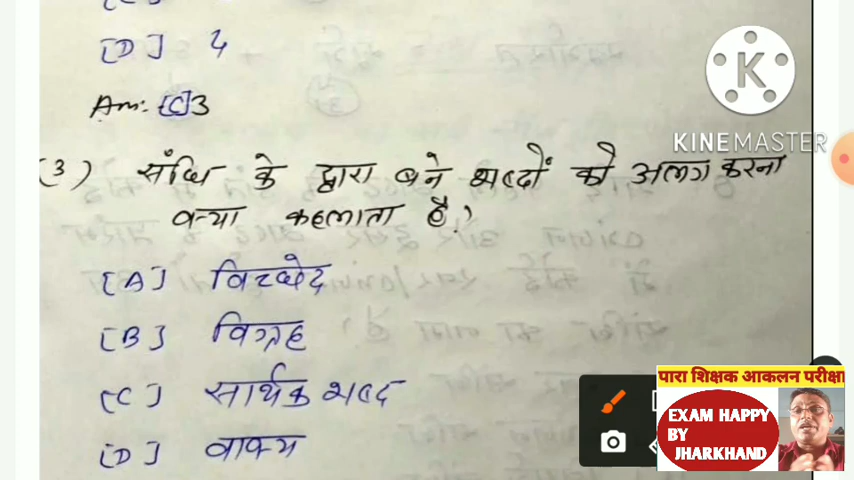 [D] 4
Ans: [C] 3
(3) संधि के द्वारा बने शब्दों को अलग करना
क्या कहलाता है?
[A] विच्छेद
[B] विग्रह
[C] सार्थक शब्द
[D] वाक्य
K
KINEMASTER
पारा शिक्षक आकलन परीक्षा
EXAM HAPPY
BY
JHARKHAND